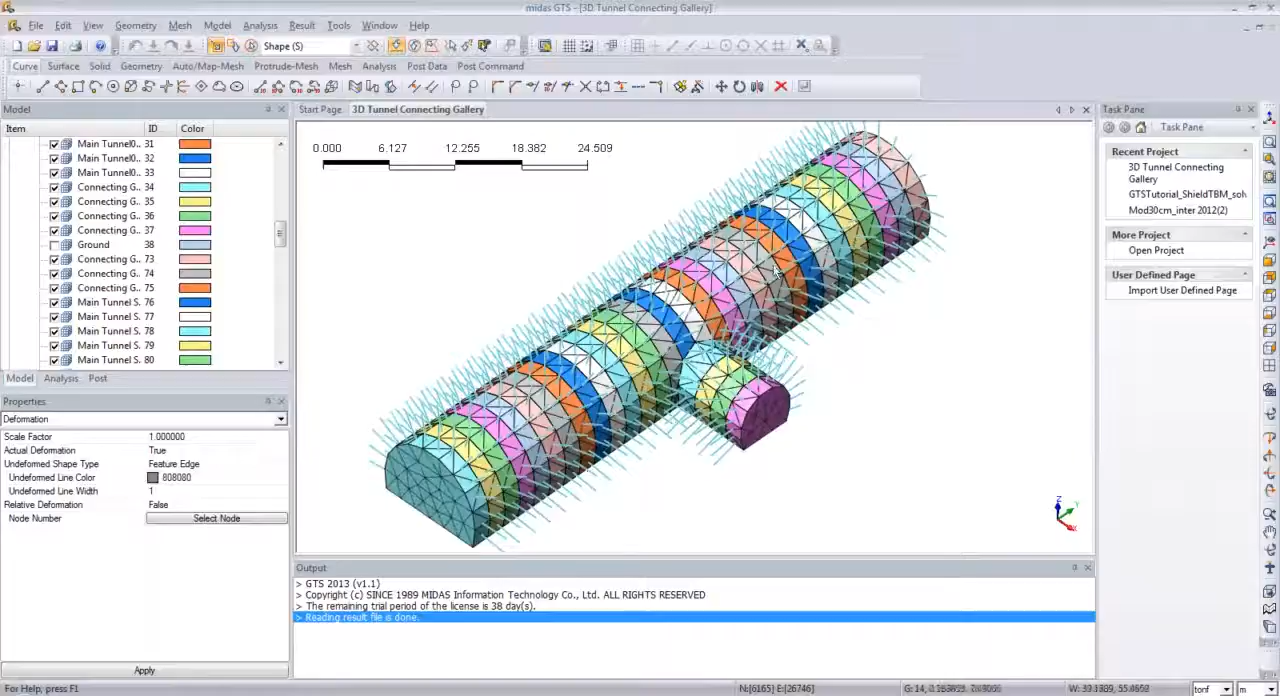 midas GTS - [3D Tunnel Connecting Gallery]
File Edit View Geometry Mesh Model Analysis Result Tools Window Help
Shape (S)
Curve Surface Solid Geometry Auto/Map-Mesh Protrude-Mesh Mesh Analysis Post Data Post Command
Model
Start Page 3D Tunnel Connecting Gallery
Task Pane
Item ID Color
Task Pane
Main Tunnel0.. 31
Main Tunnel0.. 32
Main Tunnel0.. 33
Connecting G.. 34
Connecting G.. 35
Connecting G.. 36
Connecting G.. 37
Ground 38
Connecting G.. 73
Connecting G.. 74
Connecting G.. 75
Main Tunnel S. 76
Main Tunnel S. 77
Main Tunnel S. 78
Main Tunnel S. 79
Main Tunnel S. 80
Model Analysis Post
0.000 6.127 12.255 18.382 24.509
Z
Y
X
Recent Project
3D Tunnel Connecting
Gallery
GTSTutorial_ShieldTBM_solv
Mod30cm_inter 2012(2)
More Project
Open Project
User Defined Page
Import User Defined Page
Properties
Deformation
Scale Factor 1.000000
Actual Deformation True
Undeformed Shape Type Feature Edge
Undeformed Line Color 808080
Undeformed Line Width 1
Relative Deformation False
Node Number Select Node
Apply
Output
> GTS 2013 (v1.1)
> Copyright (c) SINCE 1989 MIDAS Information Technology Co., Ltd. ALL RIGHTS RESERVED
> The remaining trial period of the license is 38 day(s).
> Reading result file is done.
For Help, press F1
N:[6165] E:[26746]
G: 14,
W:
tonf
m